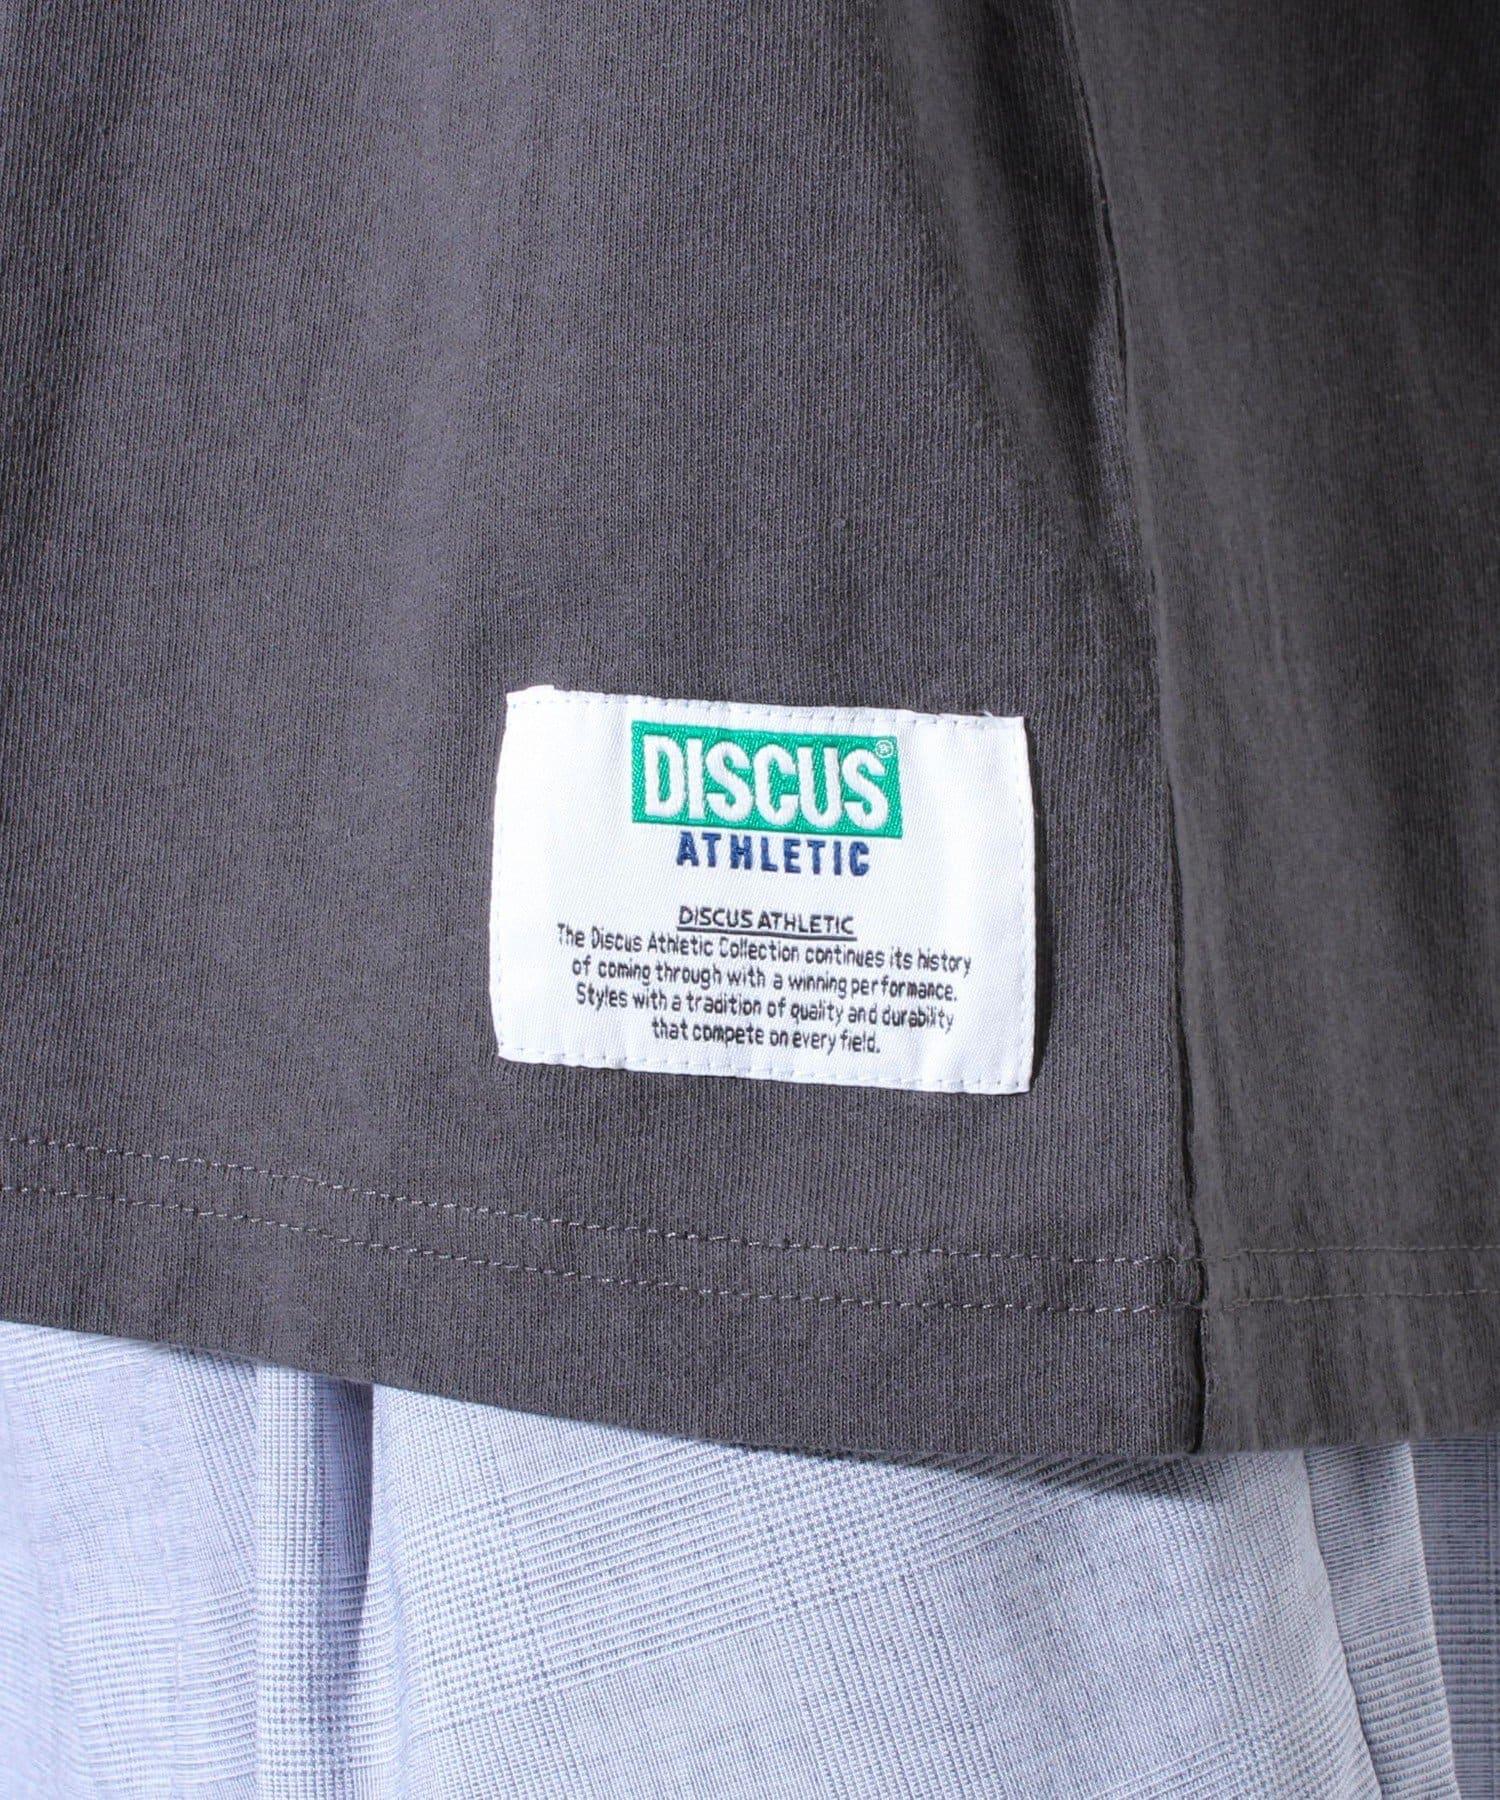 DISCUS®
ATHLETIC
DISCUS ATHLETIC
The Discus Athletic Collection continues its history
of coming through with a winning performance.
Styles with a tradition of quality and durability
that compete on every field.